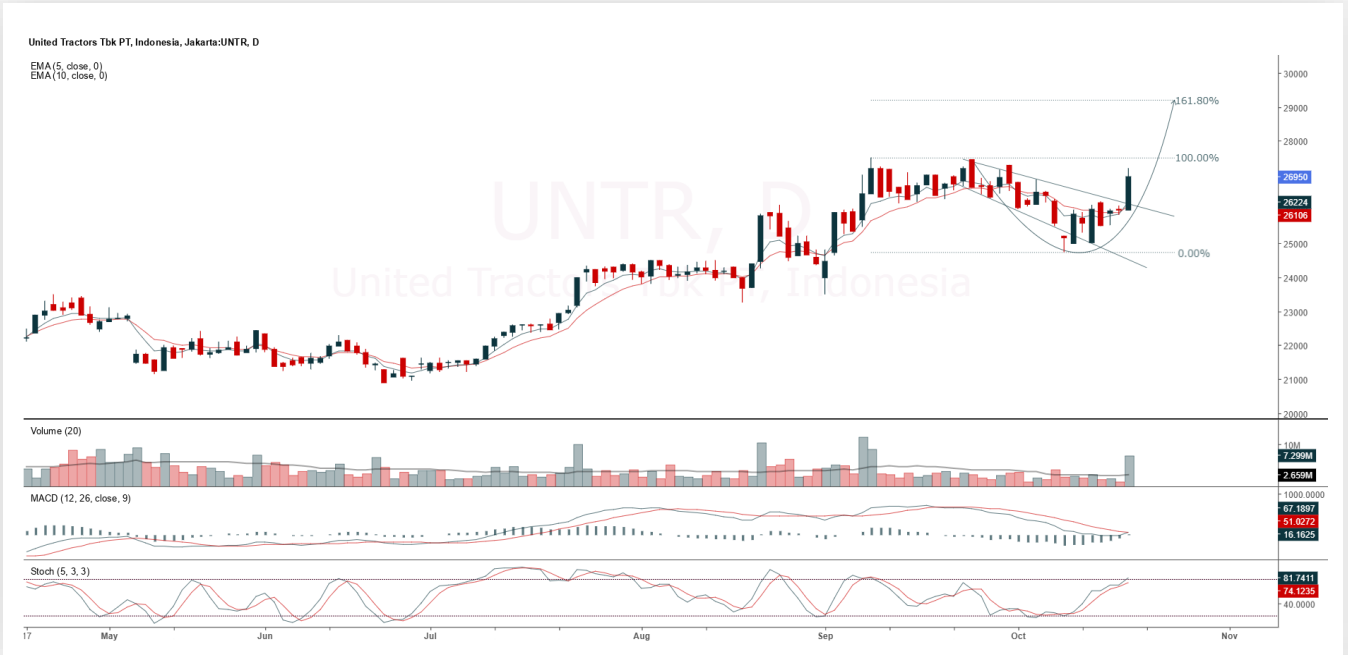 United Tractors Tbk PT, Indonesia, Jakarta:UNTR, D
EMA (5, close, 0)
EMA (10, close, 0)
UNTR, D
United Tractors Tbk PT, Indonesia
161.80%
100.00%
0.00%
30000
29000
28000
26950
26224
26106
25000
24000
23000
22000
21000
20000
Volume (20)
10M
7.299M
2.659M
MACD (12, 26, close, 9)
1000.0000
67.1897
51.0272
16.1625
Stoch (5, 3, 3)
81.7411
74.1235
40.0000
17 May Jun Jul Aug Sep Oct Nov